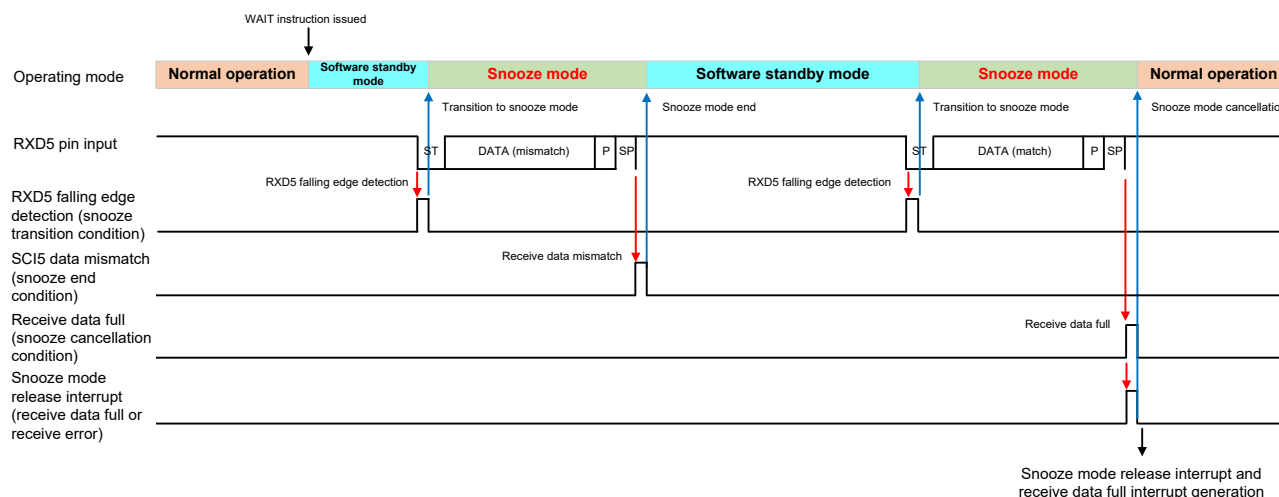 WAIT instruction issued
Operating mode
Normal operation
Software standby
mode
Snooze mode
Software standby mode
Snooze mode
Normal operation
Transition to snooze mode
Snooze mode end
Transition to snooze mode
Snooze mode cancellation
RXD5 pin input
ST
DATA (mismatch)
P
SP
ST
DATA (match)
P
SP
RXD5 falling edge detection
RXD5 falling edge detection
RXD5 falling edge
detection (snooze
transition condition)
SCI5 data mismatch
(snooze end
condition)
Receive data mismatch
Receive data full
(snooze cancellation
condition)
Receive data full
Snooze mode
release interrupt
(receive data full or
receive error)
Snooze mode release interrupt and
receive data full interrupt generation